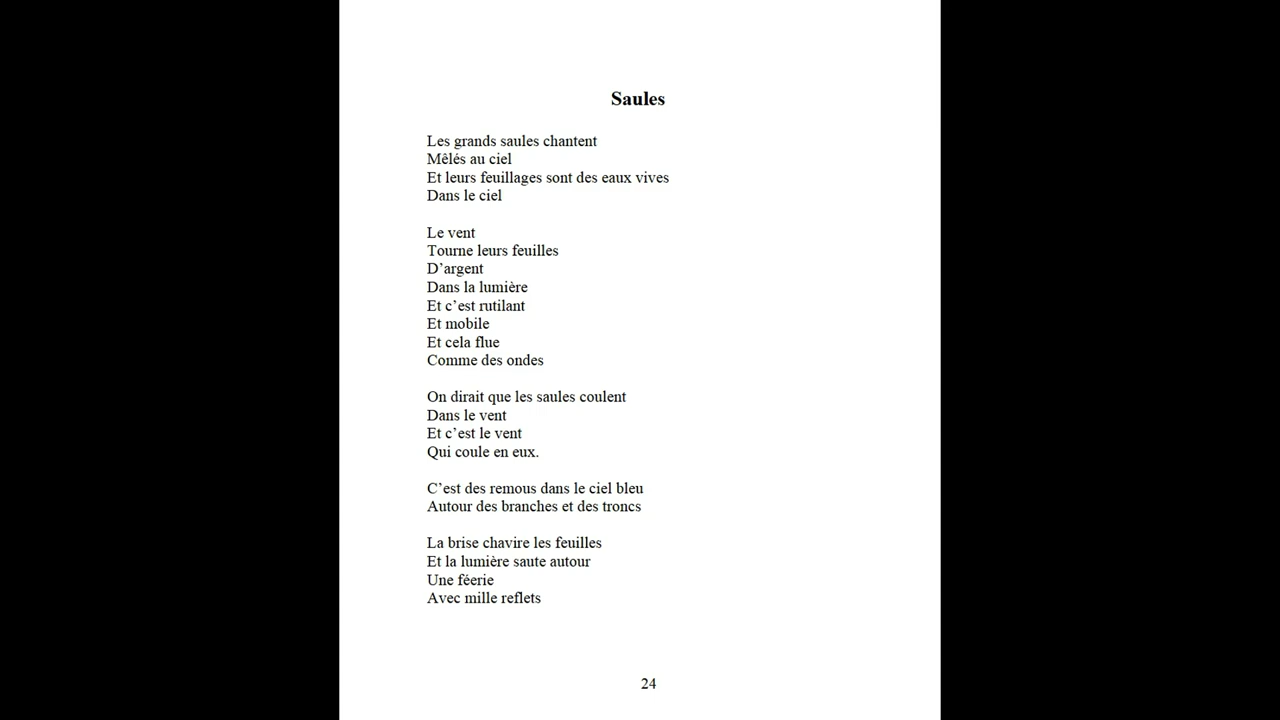 Saules
Les grands saules chantent
Mêlés au ciel
Et leurs feuillages sont des eaux vives
Dans le ciel
Le vent
Tourne leurs feuilles
D’argent
Dans la lumière
Et c’est rutilant
Et mobile
Et cela flue
Comme des ondes
On dirait que les saules coulent
Dans le vent
Et c’est le vent
Qui coule en eux.
C’est des remous dans le ciel bleu
Autour des branches et des troncs
La brise chavire les feuilles
Et la lumière saute autour
Une féerie
Avec mille reflets
24